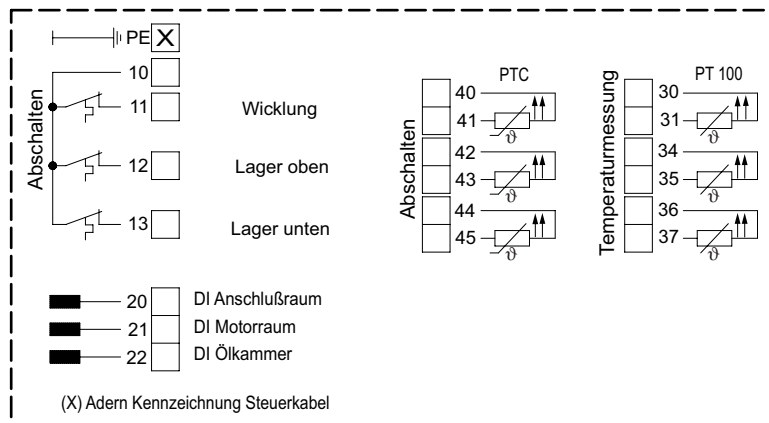 PE X
10
11 Wicklung
12 Lager oben
13 Lager unten
Abschalten
20 DI Anschlußraum
21 DI Motorraum
22 DI Ölkammer
(X) Adern Kennzeichnung Steuerkabel
PTC
Abschalten
40
41
ϑ
42
43
ϑ
44
45
ϑ
PT 100
Temperaturmessung
30
31
ϑ
34
35
ϑ
36
37
ϑ